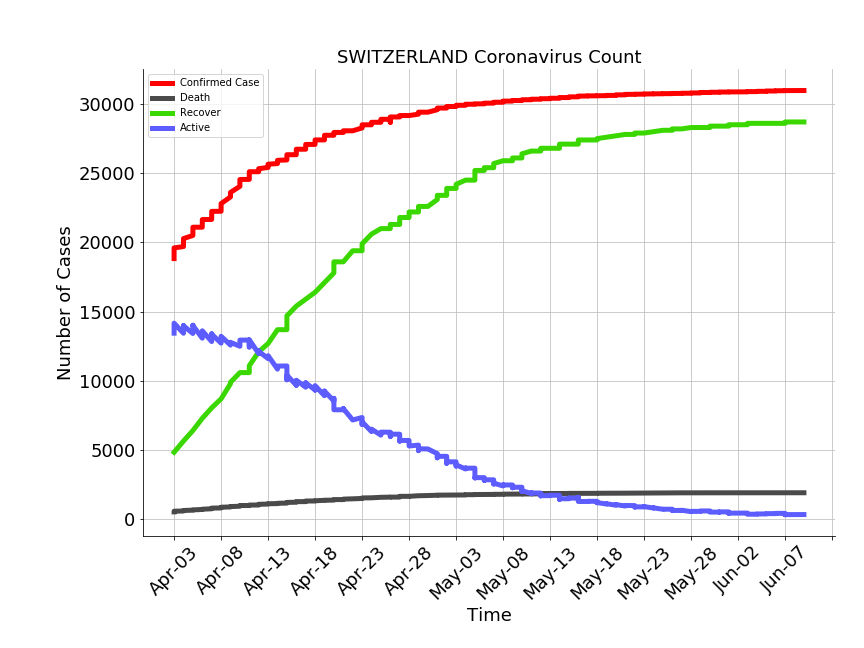 SWITZERLAND Coronavirus Count
Confirmed Case
Death
Recover
Active
Number of Cases
30000
25000
20000
15000
10000
5000
0
Apr-03
Apr-08
Apr-13
Apr-18
Apr-23
Apr-28
May-03
May-08
May-13
May-18
May-23
May-28
Jun-02
Jun-07
Time